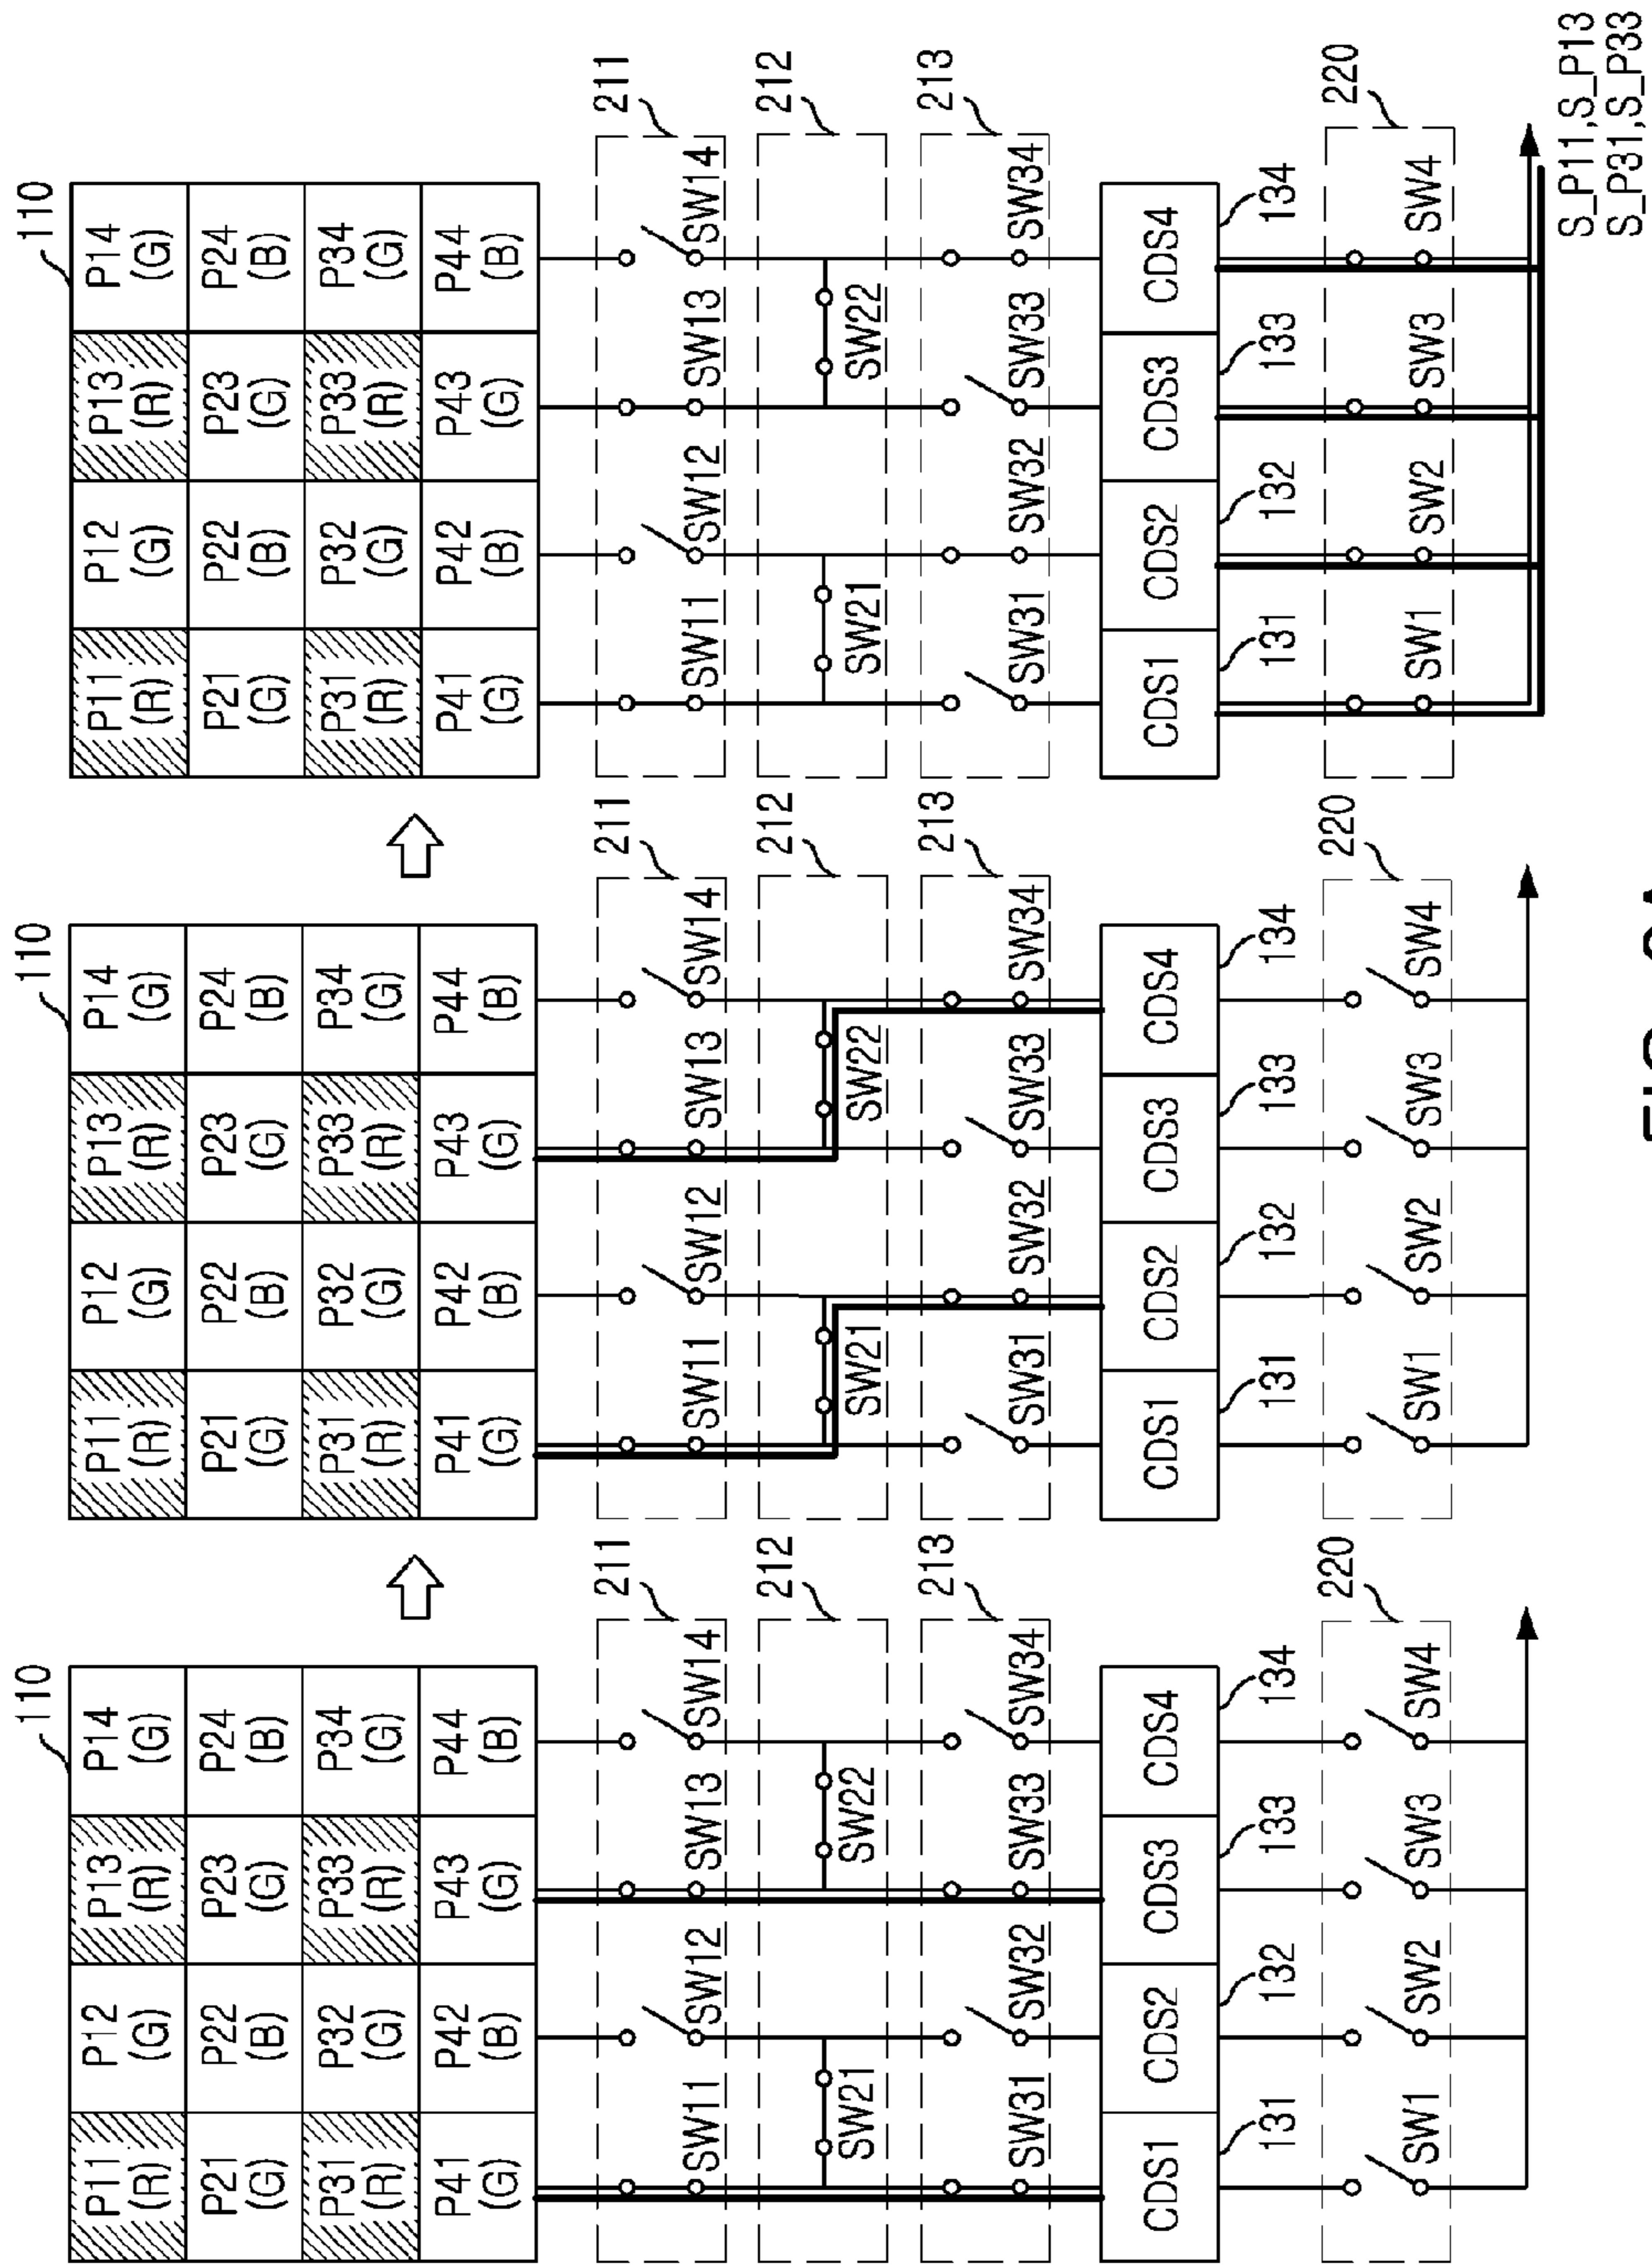 110
P11 P12 P13 P14
(R) (G) (R) (G)
P21 P22 P23 P24
(G) (B) (G) (B)
P31 P32 P33 P34
(R) (G) (R) (G)
P41 P42 P43 P44
(G) (B) (G) (B)
211
SW11 SW12 SW13 SW14
212
SW21 SW22
213
SW31 SW32 SW33 SW34
CDS1 CDS2 CDS3 CDS4
131 132 133 134
220
SW1 SW2 SW3 SW4
110
P11 P12 P13 P14
(R) (G) (R) (G)
P21 P22 P23 P24
(G) (B) (G) (B)
P31 P32 P33 P34
(R) (G) (R) (G)
P41 P42 P43 P44
(G) (B) (G) (B)
211
SW11 SW12 SW13 SW14
212
SW21 SW22
213
SW31 SW32 SW33 SW34
CDS1 CDS2 CDS3 CDS4
131 132 133 134
220
SW1 SW2 SW3 SW4
110
P11 P12 P13 P14
(R) (G) (R) (G)
P21 P22 P23 P24
(G) (B) (G) (B)
P31 P32 P33 P34
(R) (G) (R) (G)
P41 P42 P43 P44
(G) (B) (G) (B)
211
SW11 SW12 SW13 SW14
212
SW21 SW22
213
SW31 SW32 SW33 SW34
CDS1 CDS2 CDS3 CDS4
131 132 133 134
220
SW1 SW2 SW3 SW4
S_P11,S_P13
S_P31,S_P33